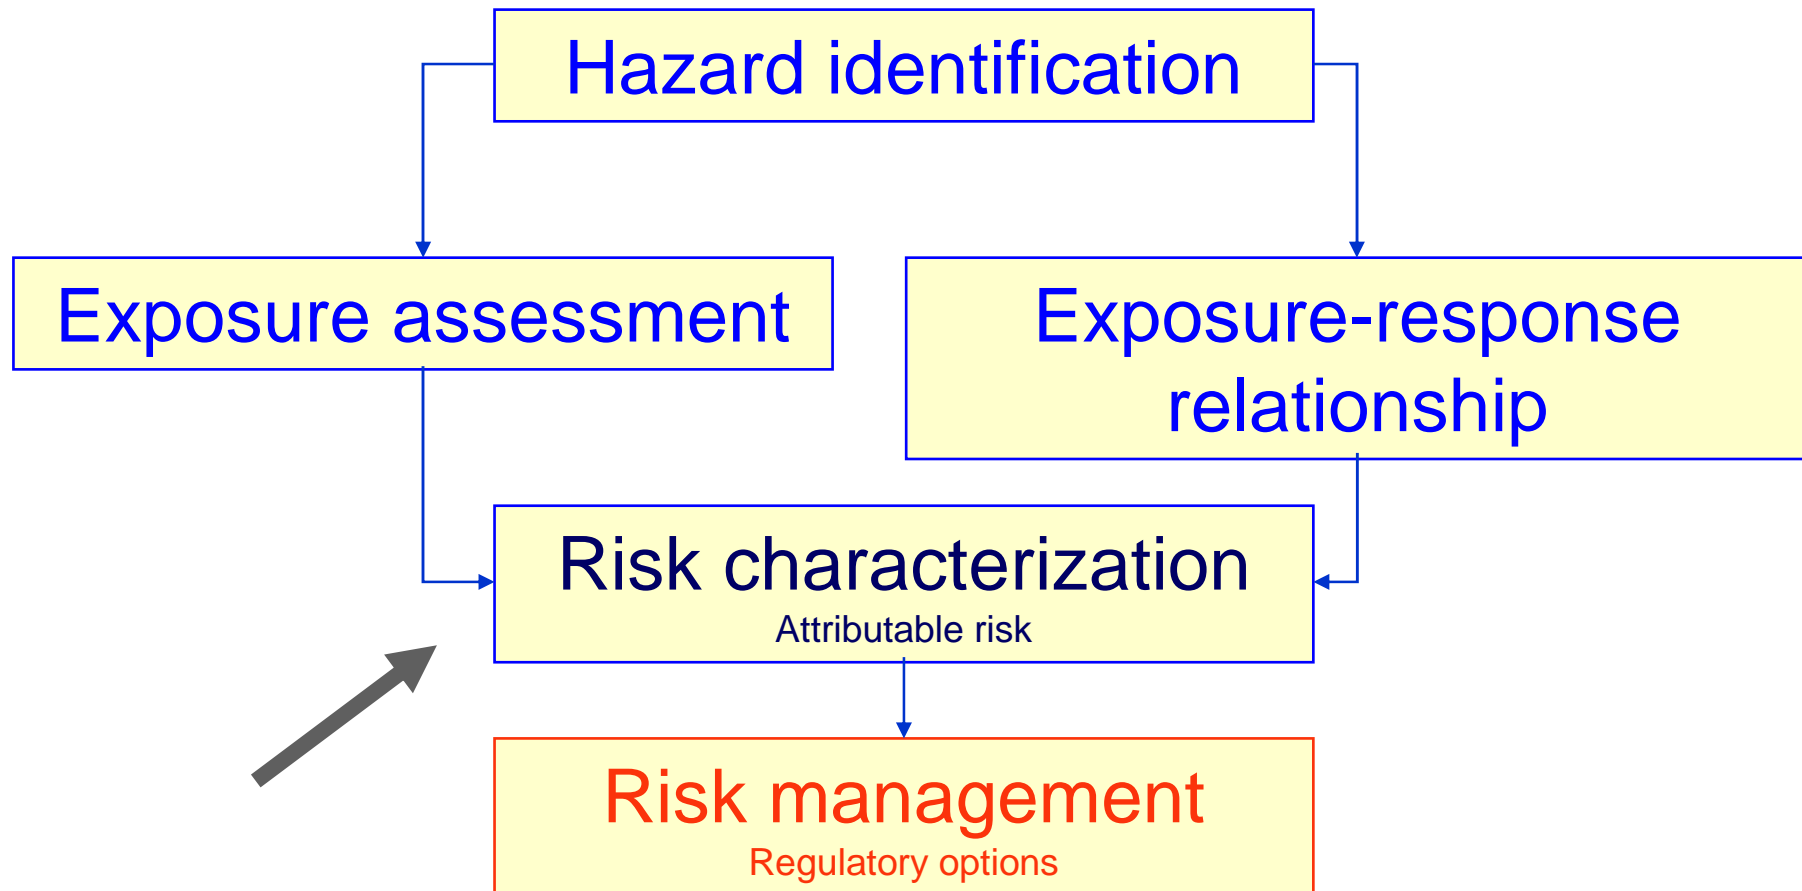 Hazard identification
Exposure assessment
Exposure-response
relationship
Risk characterization
Attributable risk
Risk management
Regulatory options